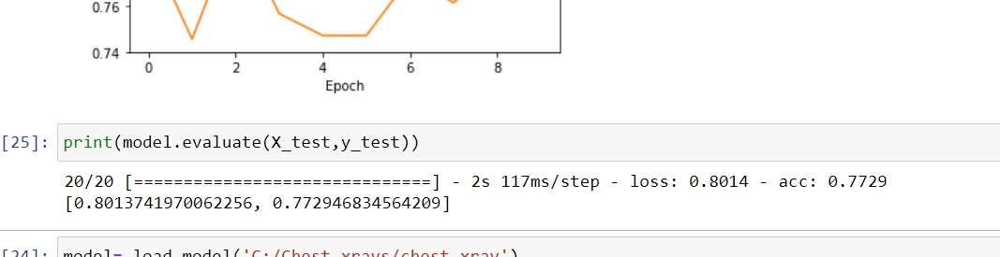 0.76
0.74
0 2 4 6 8
Epoch
[25]: print(model.evaluate(X_test,y_test))
20/20 [==============================] - 2s 117ms/step - loss: 0.8014 - acc: 0.7729
[0.8013741970062256, 0.772946834564209]
[24]: model= load_model('C:/Chest_xrays/chest_xray')